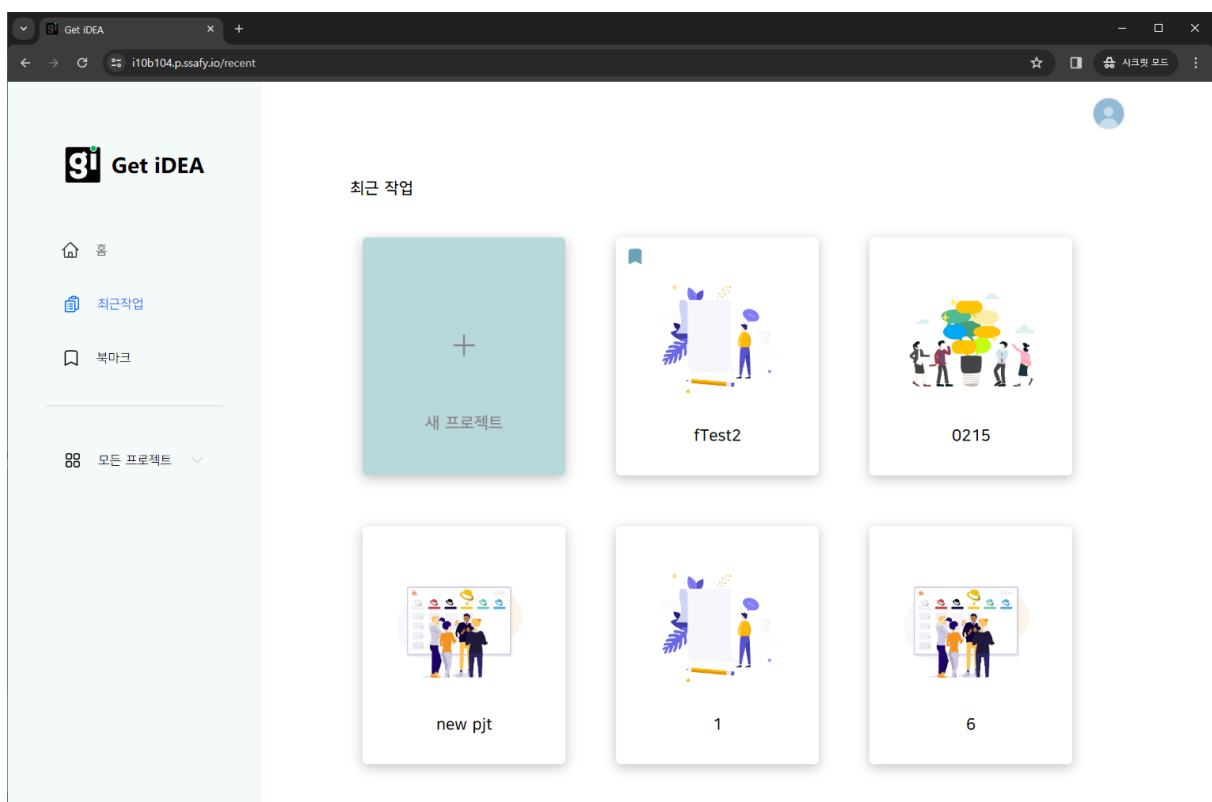 Get iDEA
i10b104.p.ssafy.io/recent
시크릿 모드
gi Get iDEA
홈
최근작업
북마크
모든 프로젝트
최근 작업
새 프로젝트
fTest2
0215
new pjt
1
6